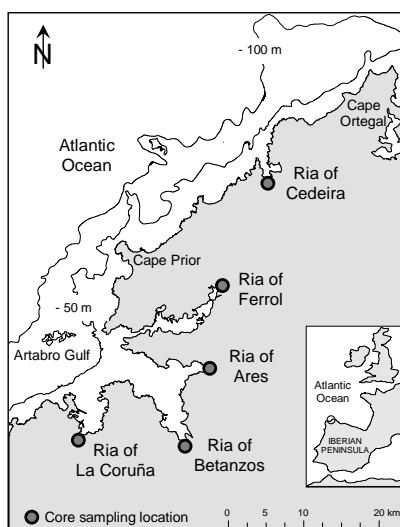 N
- 100 m
Cape
Ortegal
Atlantic
Ocean
Ria of
Cedeira
Cape Prior
Ria of
Ferrol
- 50 m
Artabro Gulf
Ria of
Ares
Atlantic
Ocean
IBERIAN
PENINSULA
Ria of
La Coruña
Ria of
Betanzos
Core sampling location
0 5 10 20 km